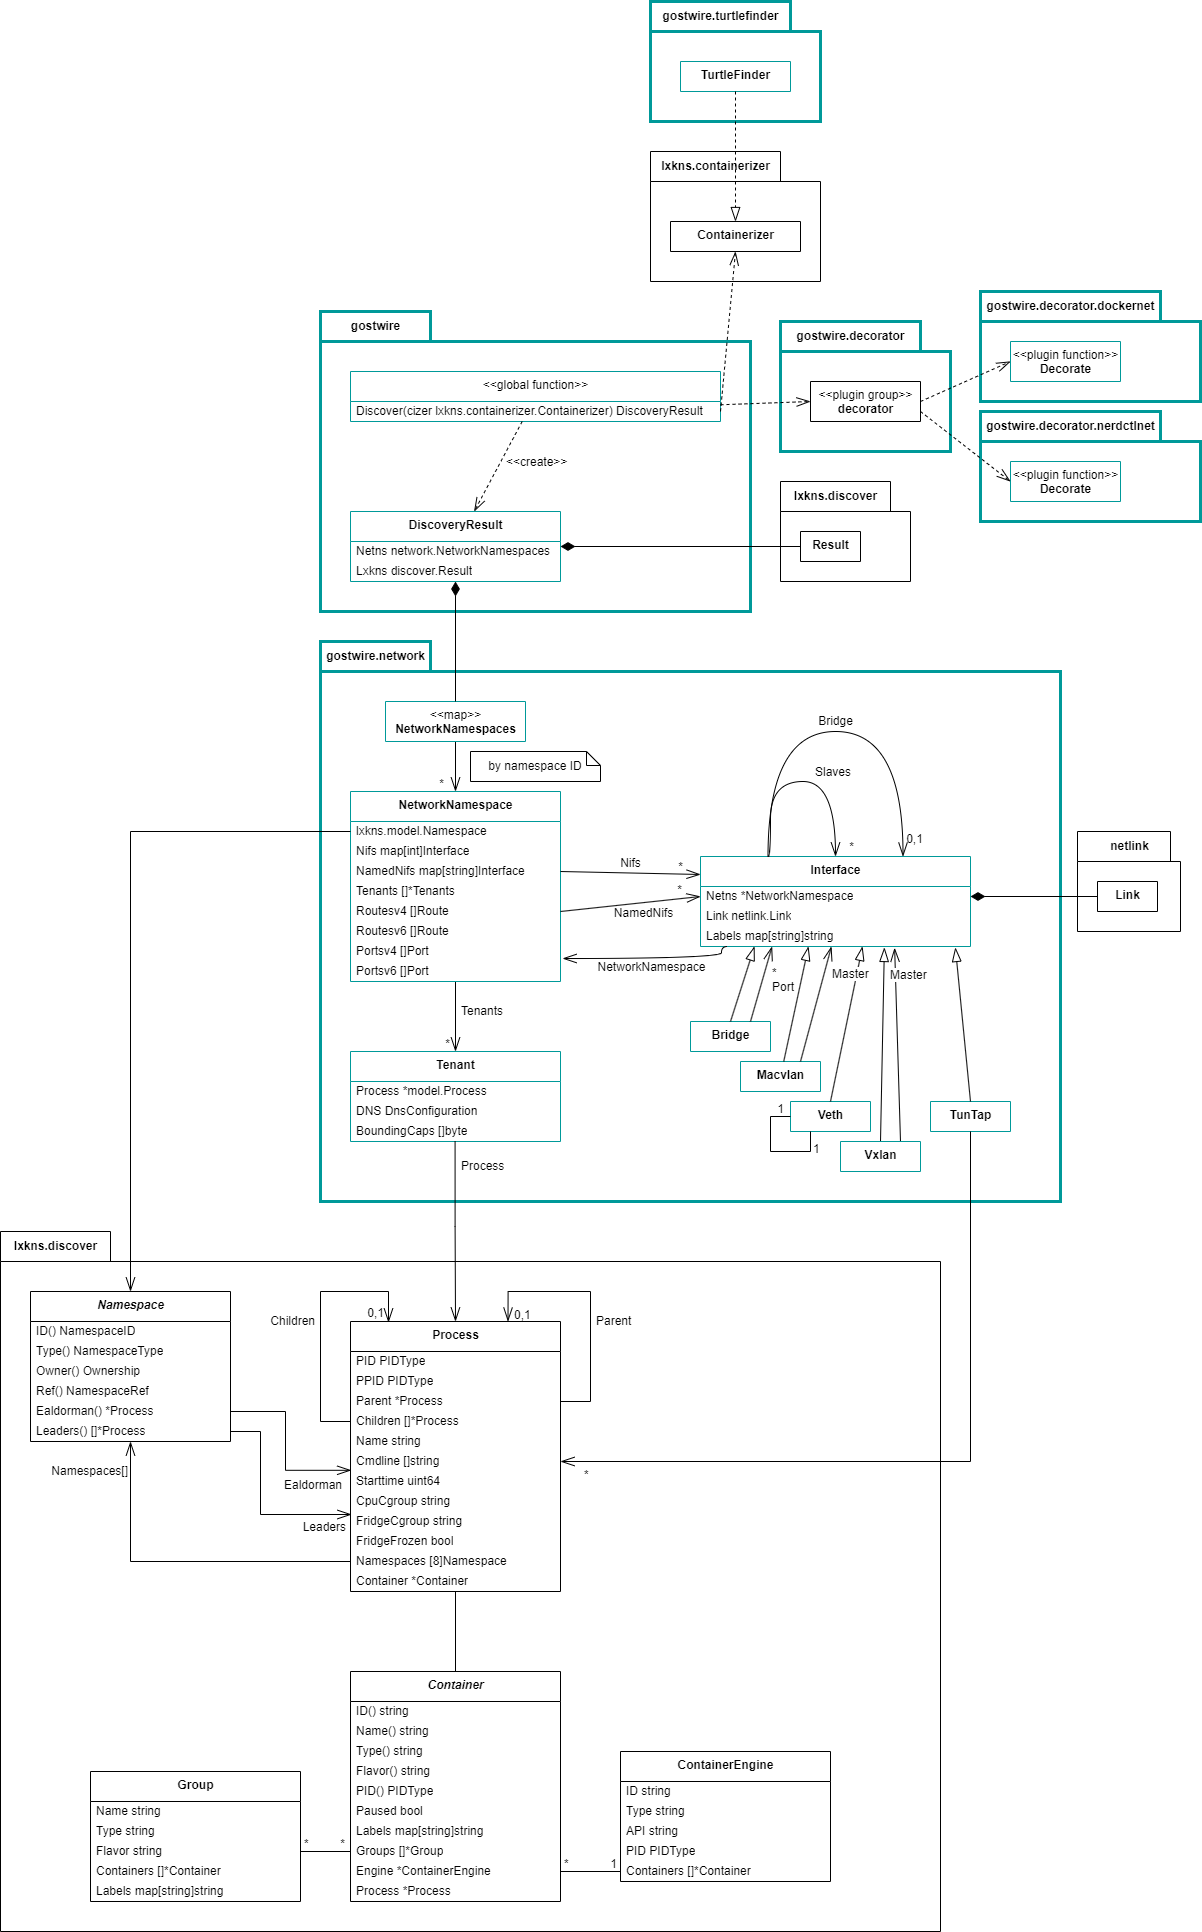 gostwire.turtlefinder
TurtleFinder
lxkns.containerizer
Containerizer
gostwire
<<global function>>
Discover(cizer lxkns.containerizer.Containerizer) DiscoveryResult
<<create>>
DiscoveryResult
Netns network.NetworkNamespaces
Lxkns discover.Result
gostwire.decorator
<<plugin group>>
decorator
gostwire.decorator.dockernet
<<plugin function>>
Decorate
gostwire.decorator.nerdctlnet
<<plugin function>>
Decorate
lxkns.discover
Result
gostwire.network
<<map>>
NetworkNamespaces
by namespace ID
*
NetworkNamespace
lxkns.model.Namespace
Nifs map[int]Interface
NamedNifs map[string]Interface
Tenants []*Tenants
Routesv4 []Route
Routesv6 []Route
Portsv4 []Port
Portsv6 []Port
Nifs
*
NamedNifs
*
NetworkNamespace
Bridge
Slaves
*
0,1
Interface
Netns *NetworkNamespace
Link netlink.Link
Labels map[string]string
netlink
Link
*
Port
Master
Master
Bridge
Macvlan
1
Veth
1
Vxlan
TunTap
Tenants
*
Tenant
Process *model.Process
DNS DnsConfiguration
BoundingCaps []byte
Process
lxkns.discover
Namespace
ID() NamespaceID
Type() NamespaceType
Owner() Ownership
Ref() NamespaceRef
Ealdorman() *Process
Leaders() []*Process
Namespaces[]
Ealdorman
Leaders
Children
0,1
0,1
Parent
Process
PID PIDType
PPID PIDType
Parent *Process
Children []*Process
Name string
Cmdline []string
Starttime uint64
CpuCgroup string
FridgeCgroup string
FridgeFrozen bool
Namespaces [8]Namespace
Container *Container
*
Container
ID() string
Name() string
Type() string
Flavor() string
PID() PIDType
Paused bool
Labels map[string]string
Groups []*Group
Engine *ContainerEngine
Process *Process
Group
Name string
Type string
Flavor string
Containers []*Container
Labels map[string]string
*
*
*
1
ContainerEngine
ID string
Type string
API string
PID PIDType
Containers []*Container